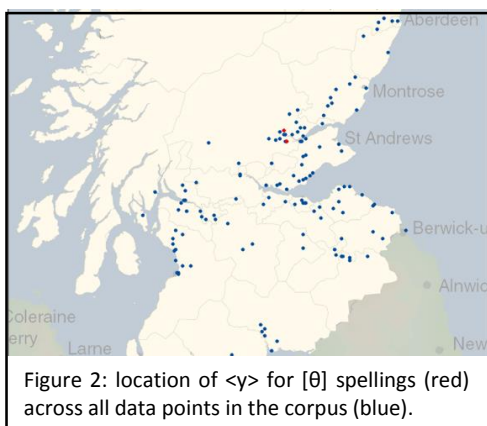 Aberdeen
Montrose
St Andrews
Berwick-u
Alnwic
Coleraine
erry
Larne
New
Figure 2: location of <y> for [θ] spellings (red)
across all data points in the corpus (blue).